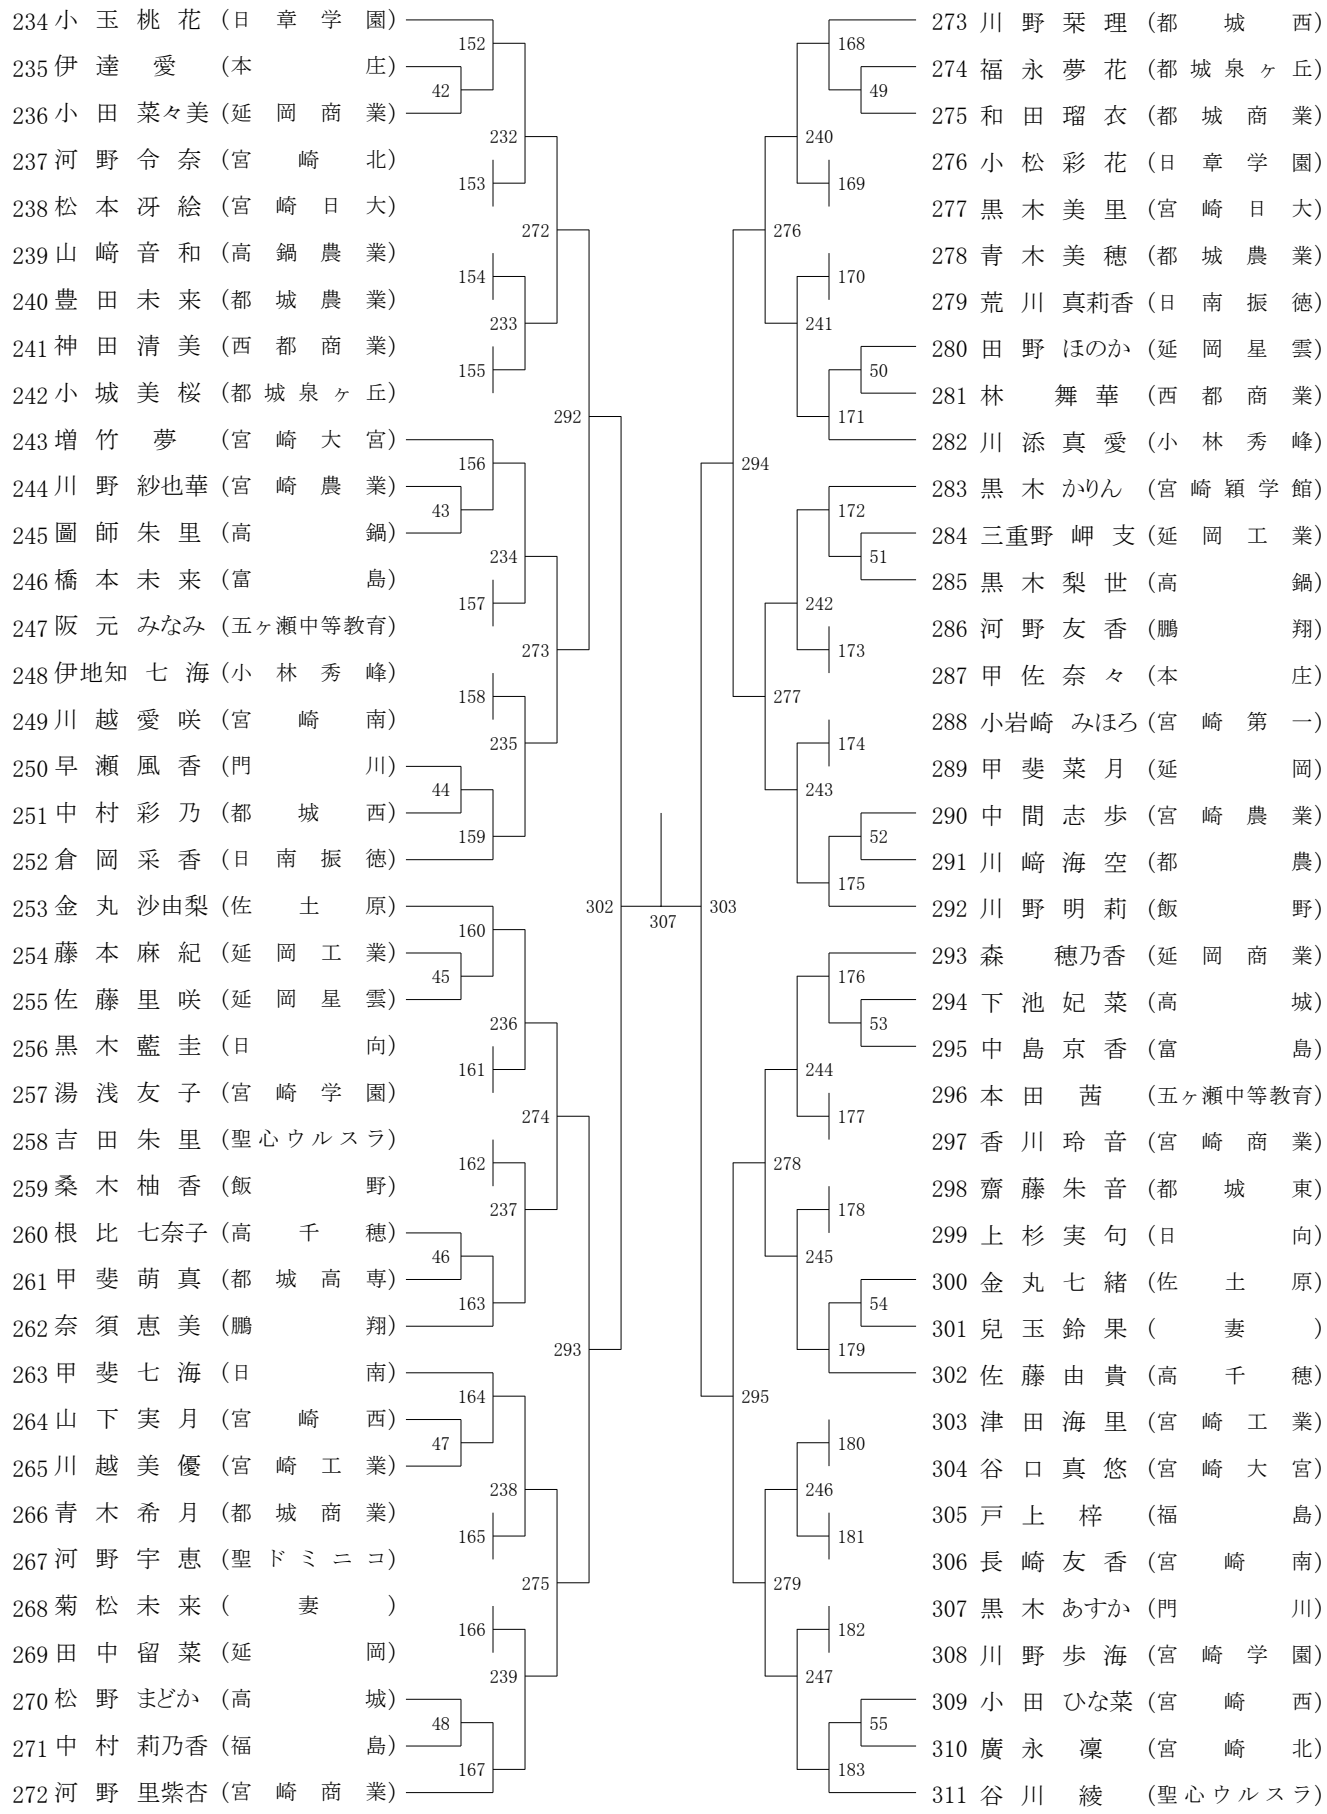 234 小玉桃花 (日章学園)
235 伊達愛 (本庄)
236 小田菜々美 (延岡商業)
237 河野令奈 (宮崎北)
238 松本冴絵 (宮崎日大)
239 山﨑音和 (高鍋農業)
240 豊田未来 (都城農業)
241 神田清美 (西都商業)
242 小城美桜 (都城泉ヶ丘)
243 増竹夢 (宮崎大宮)
244 川野紗也華 (宮崎農業)
245 圖師朱里 (高鍋)
246 橋本未来 (富島)
247 阪元みなみ (五ヶ瀬中等教育)
248 伊地知七海 (小林秀峰)
249 川越愛咲 (宮崎南)
250 早瀬風香 (門川)
251 中村彩乃 (都城西)
252 倉岡采香 (日南振徳)
253 金丸沙由梨 (佐土原)
254 藤本麻紀 (延岡工業)
255 佐藤里咲 (延岡星雲)
256 黒木藍圭 (日向)
257 湯浅友子 (宮崎学園)
258 吉田朱里 (聖心ウルスラ)
259 桑木柚香 (飯野)
260 根比七奈子 (高千穂)
261 甲斐萌真 (都城高専)
262 奈須恵美 (鵬翔)
263 甲斐七海 (日南)
264 山下実月 (宮崎西)
265 川越美優 (宮崎工業)
266 青木希月 (都城商業)
267 河野宇恵 (聖ドミニコ)
268 菊松未来 (妻)
269 田中留菜 (延岡)
270 松野まどか (高城)
271 中村莉乃香 (福島)
272 河野里紫杏 (宮崎商業)
152
42
232
153
272
154
233
155
292
156
43
234
157
273
158
235
44
159
302
160
45
236
161
274
162
237
46
163
293
164
47
238
165
275
166
239
48
167
307
303
168
49
240
169
276
170
241
50
171
294
172
51
242
173
277
174
243
52
175
176
53
244
177
278
178
245
54
179
295
180
246
181
279
182
247
55
183
273 川野栞理 (都城西)
274 福永夢花 (都城泉ヶ丘)
275 和田瑠衣 (都城商業)
276 小松彩花 (日章学園)
277 黒木美里 (宮崎日大)
278 青木美穂 (都城農業)
279 荒川真莉香 (日南振徳)
280 田野ほのか (延岡星雲)
281 林舞華 (西都商業)
282 川添真愛 (小林秀峰)
283 黒木かりん (宮崎穎学館)
284 三重野岬支 (延岡工業)
285 黒木梨世 (高鍋)
286 河野友香 (鵬翔)
287 甲佐奈々 (本庄)
288 小岩崎みほろ (宮崎第一)
289 甲斐菜月 (延岡)
290 中間志歩 (宮崎農業)
291 川﨑海空 (都農)
292 川野明莉 (飯野)
293 森穂乃香 (延岡商業)
294 下池妃菜 (高城)
295 中島京香 (富島)
296 本田茜 (五ヶ瀬中等教育)
297 香川玲音 (宮崎商業)
298 齋藤朱音 (都城東)
299 上杉実句 (日向)
300 金丸七緒 (佐土原)
301 兒玉鈴果 (妻)
302 佐藤由貴 (高千穂)
303 津田海里 (宮崎工業)
304 谷口真悠 (宮崎大宮)
305 戸上梓 (福島)
306 長崎友香 (宮崎南)
307 黒木あすか (門川)
308 川野歩海 (宮崎学園)
309 小田ひな菜 (宮崎西)
310 廣永凜 (宮崎北)
311 谷川綾 (聖心ウルスラ)